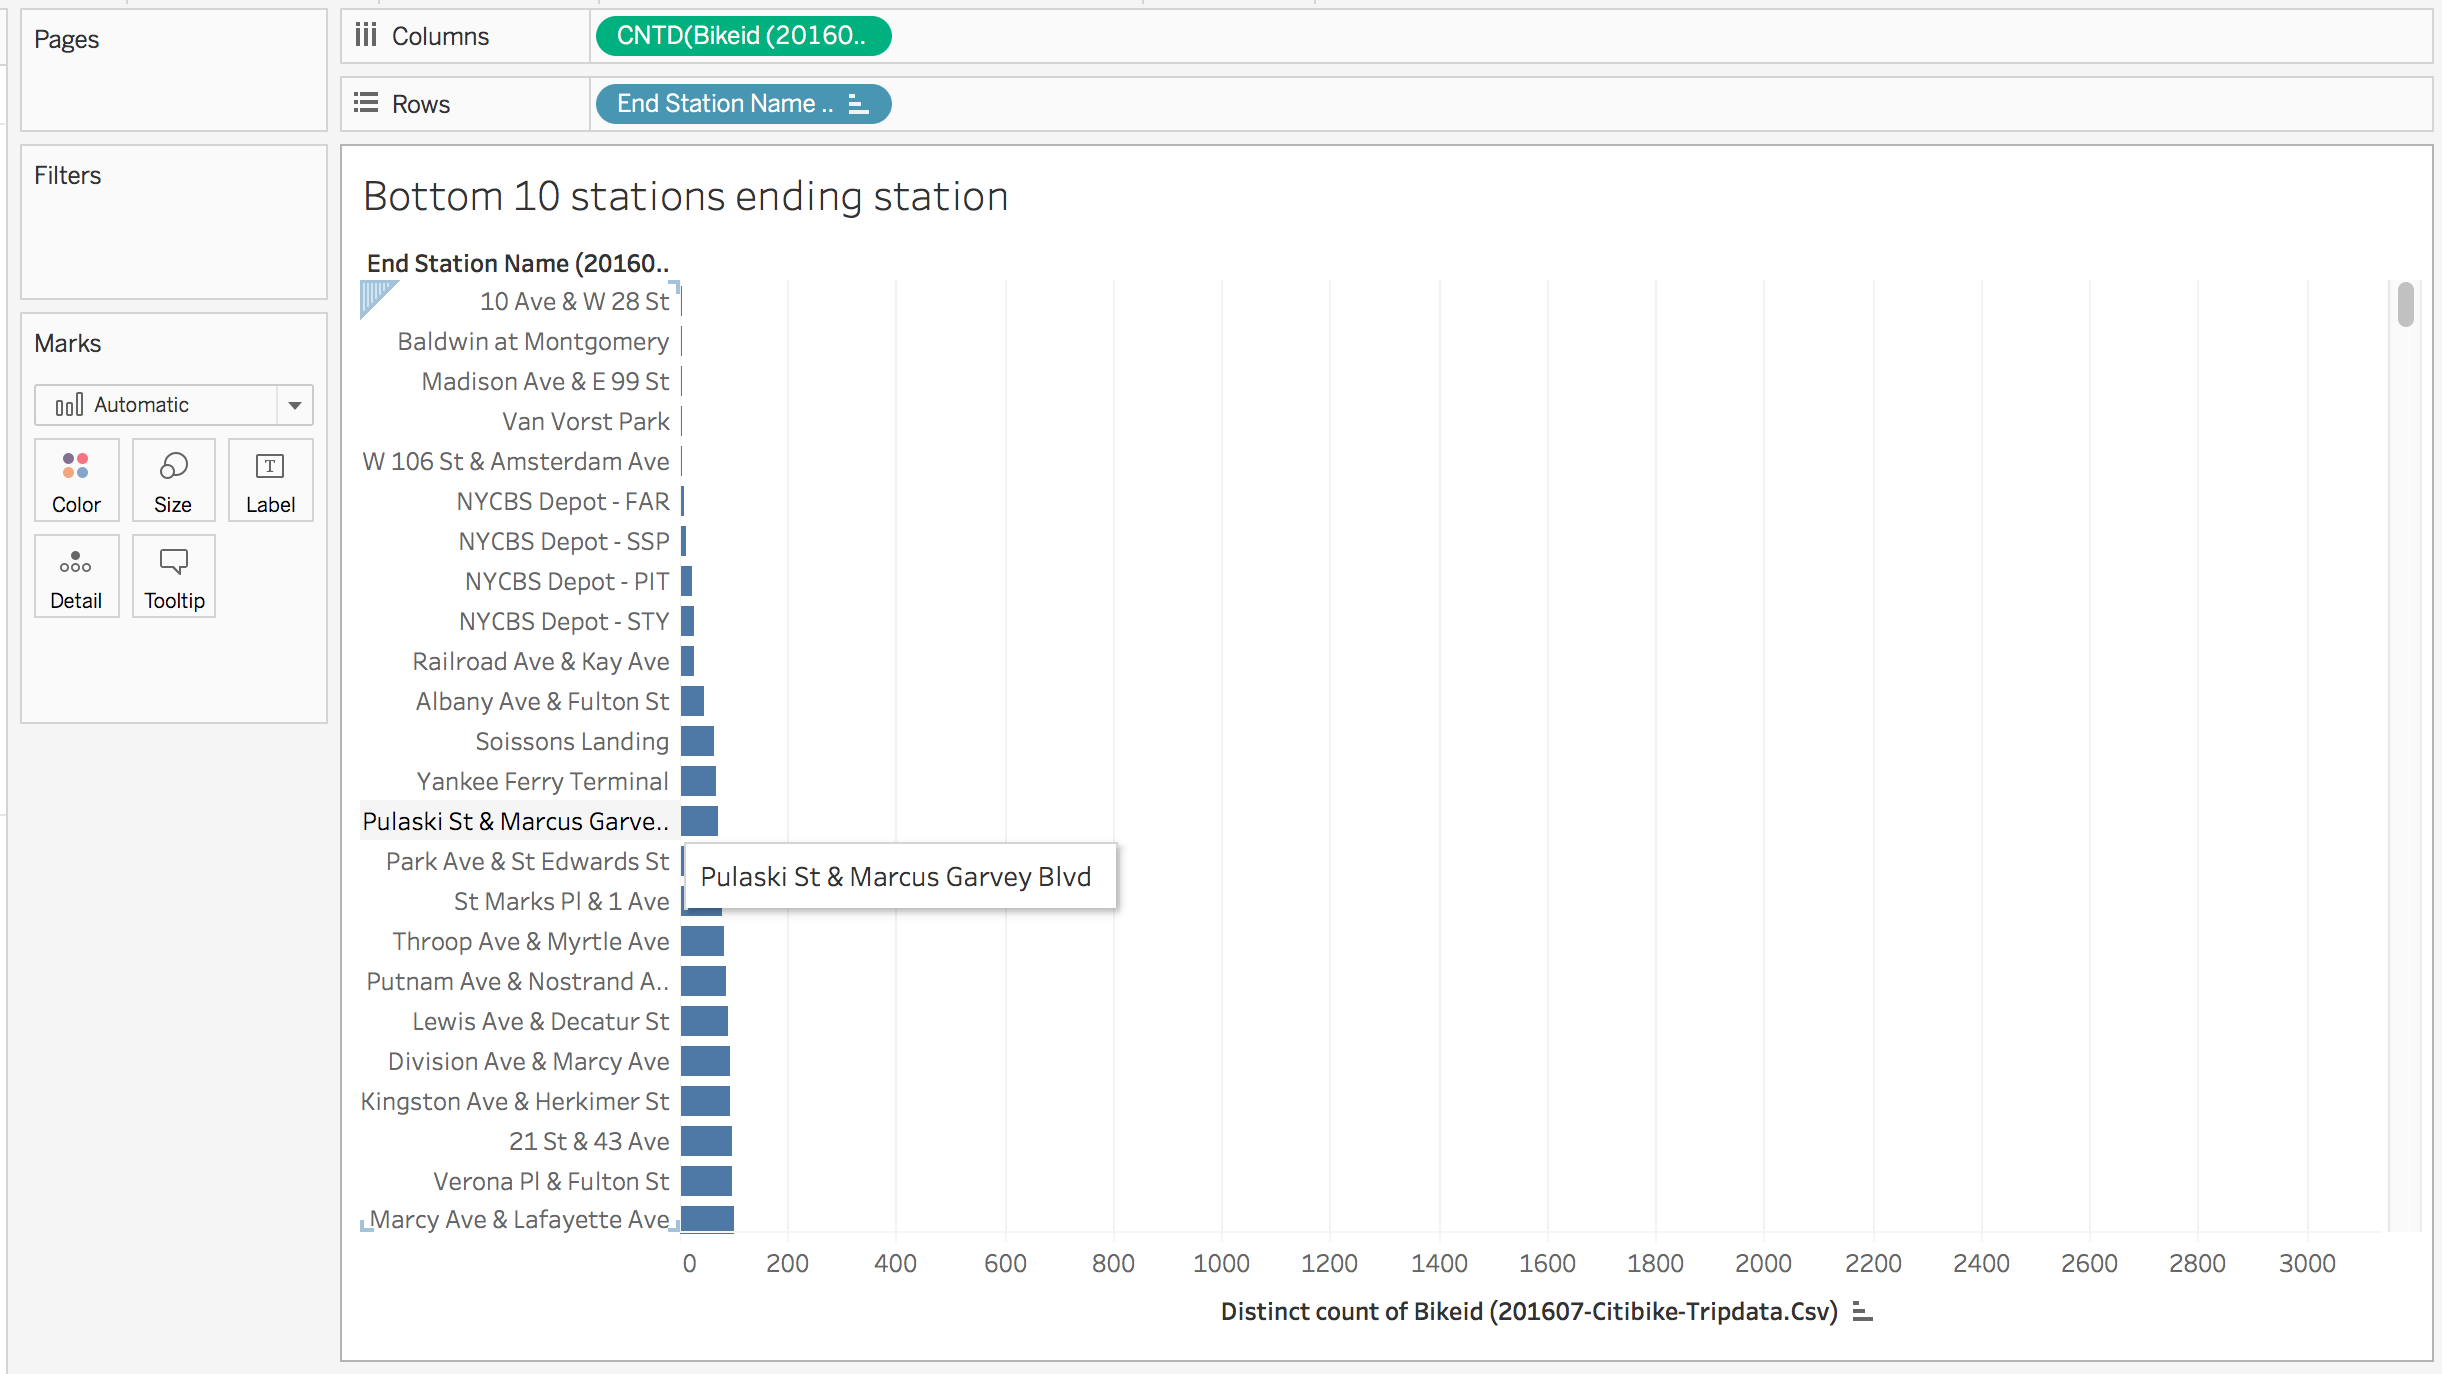 Pages
Columns
CNTD(Bikeid (20160..
Rows
End Station Name ..
Filters
Marks
Automatic
Color
Size
Label
Detail
Tooltip
Bottom 10 stations ending station
End Station Name (20160..
10 Ave & W 28 St
Baldwin at Montgomery
Madison Ave & E 99 St
Van Vorst Park
W 106 St & Amsterdam Ave
NYCBS Depot - FAR
NYCBS Depot - SSP
NYCBS Depot - PIT
NYCBS Depot - STY
Railroad Ave & Kay Ave
Albany Ave & Fulton St
Soissons Landing
Yankee Ferry Terminal
Pulaski St & Marcus Garve..
Park Ave & St Edwards St
Pulaski St & Marcus Garvey Blvd
St Marks Pl & 1 Ave
Throop Ave & Myrtle Ave
Putnam Ave & Nostrand A..
Lewis Ave & Decatur St
Division Ave & Marcy Ave
Kingston Ave & Herkimer St
21 St & 43 Ave
Verona Pl & Fulton St
Marcy Ave & Lafayette Ave
0 200 400 600 800 1000 1200 1400 1600 1800 2000 2200 2400 2600 2800 3000
Distinct count of Bikeid (201607-Citibike-Tripdata.Csv)